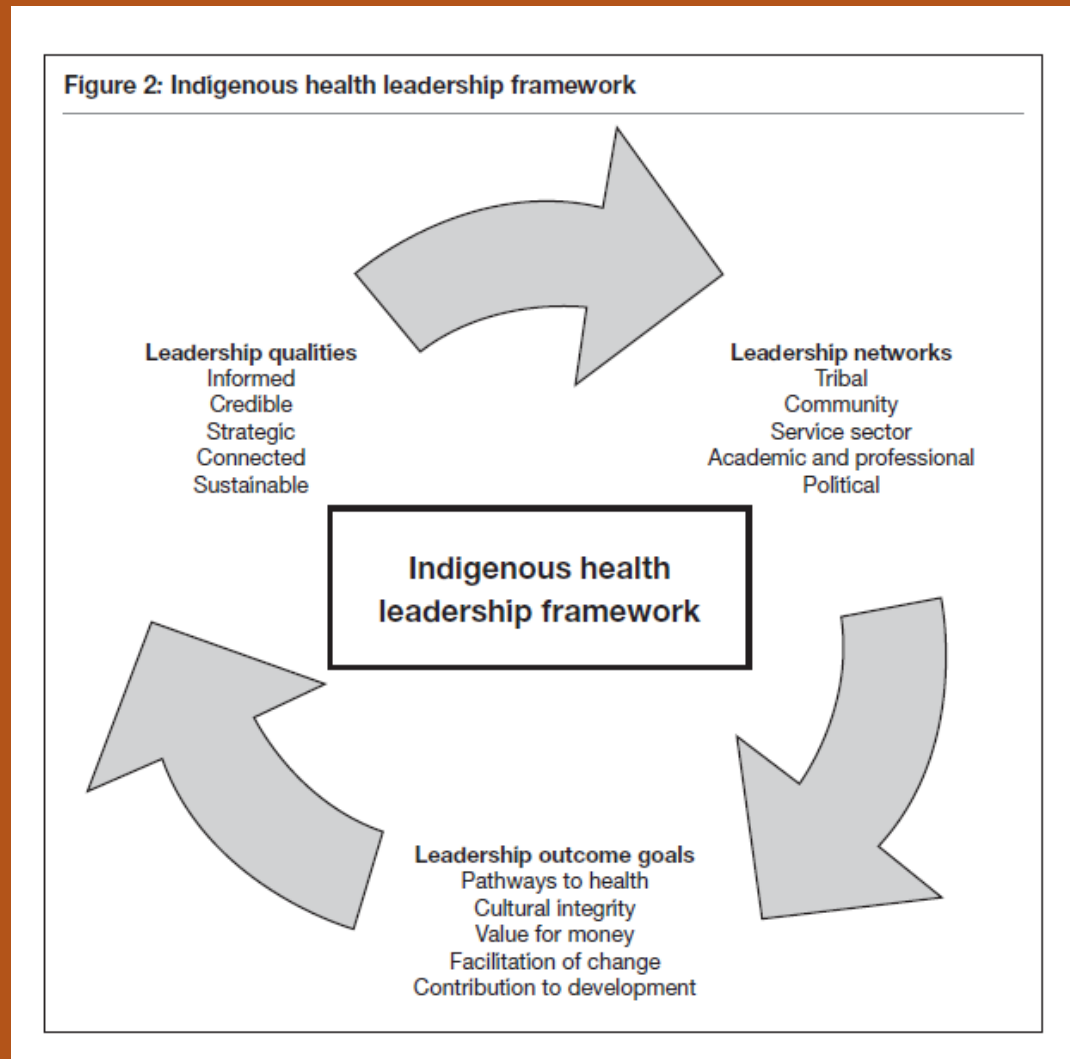 Figure 2: Indigenous health leadership framework
Leadership qualities
Informed
Credible
Strategic
Connected
Sustainable
Leadership networks
Tribal
Community
Service sector
Academic and professional
Political
Indigenous health
leadership framework
Leadership outcome goals
Pathways to health
Cultural integrity
Value for money
Facilitation of change
Contribution to development